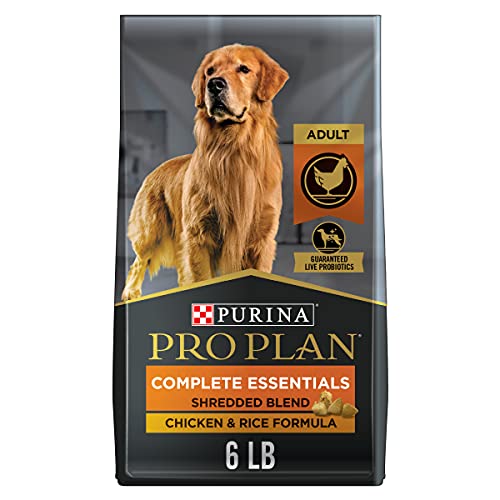 ADULT
GUARANTEED
LIVE PROBIOTICS
PURINA
PRO PLAN®
COMPLETE ESSENTIALS
SHREDDED BLEND
CHICKEN & RICE FORMULA
6 LB